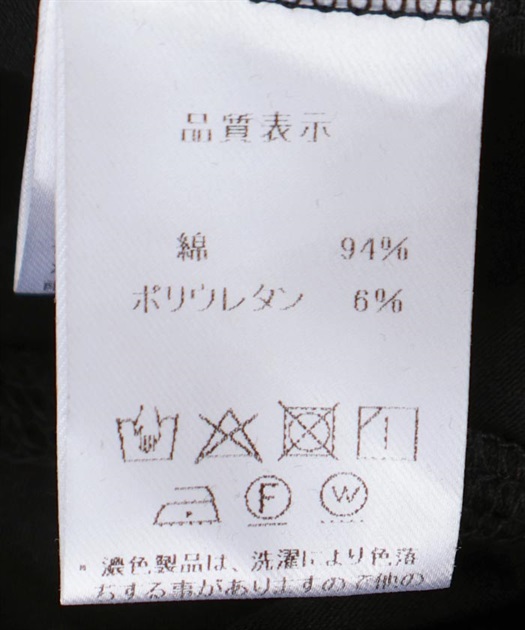 品質表示
綿 94%
ポリウレタン 6%
F W
* 濃色製品は、洗濯により色落
ちする事がありますので他の